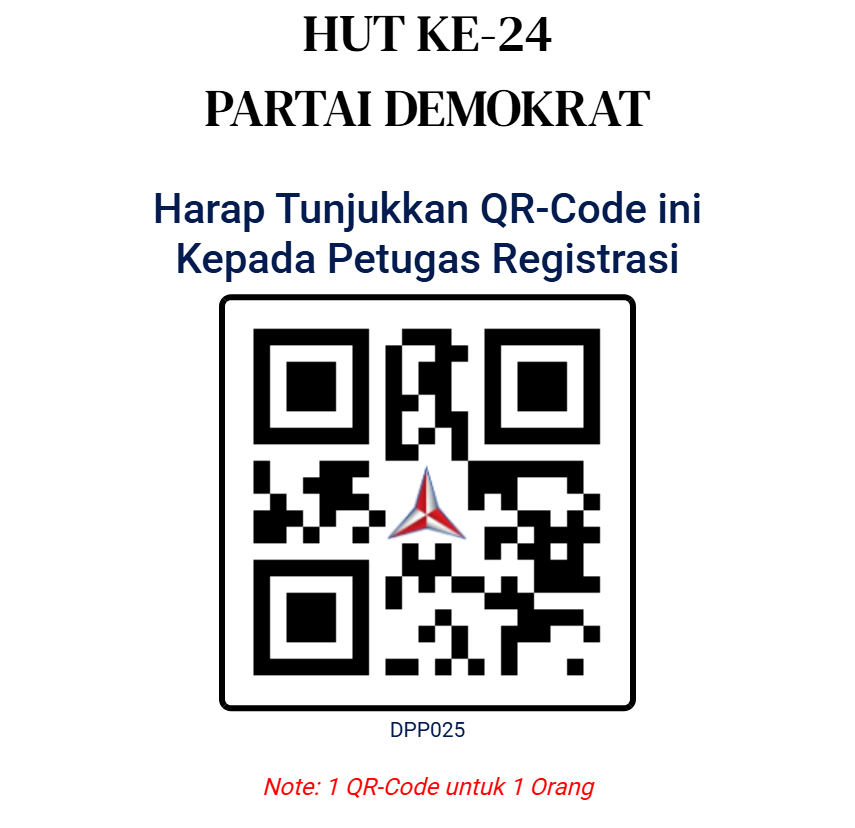 HUT KE-24
PARTAI DEMOKRAT
Harap Tunjukkan QR-Code ini
Kepada Petugas Registrasi
DPP025
Note: 1 QR-Code untuk 1 Orang